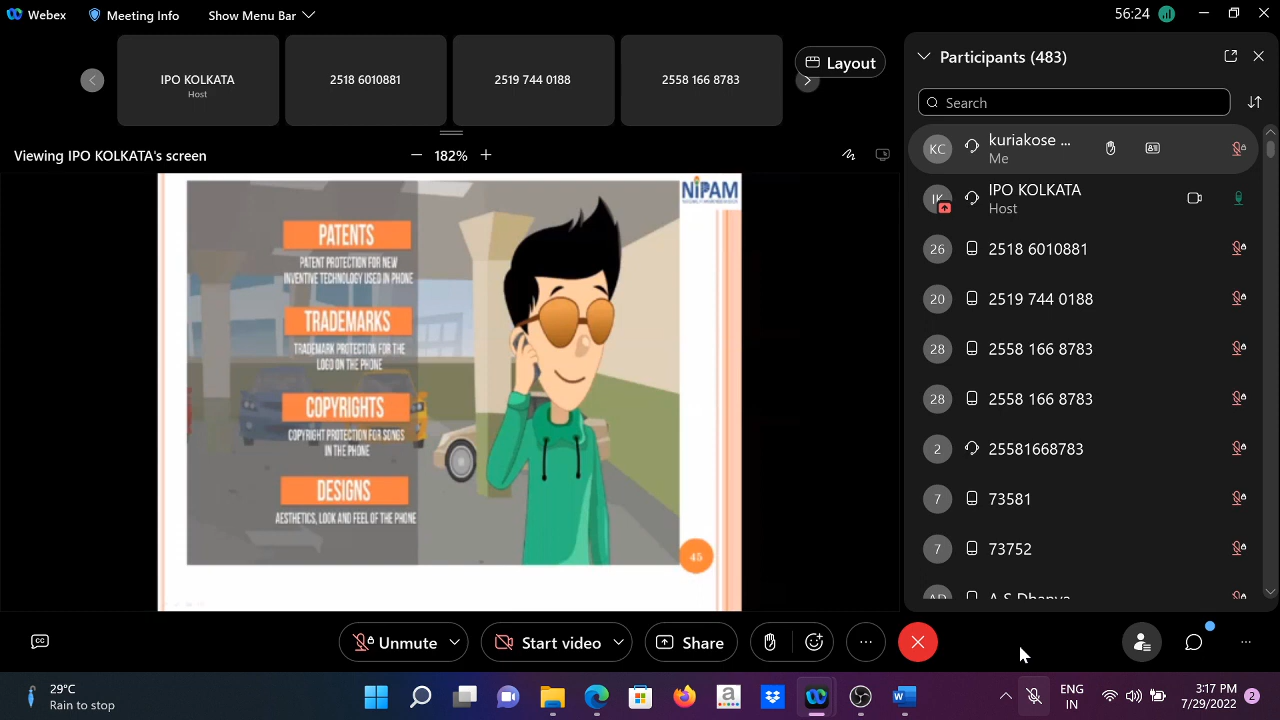 Webex
Meeting Info
Show Menu Bar
56:24
IPO KOLKATA
Host
2518 6010881
2519 744 0188
2558 166 8783
Layout
Viewing IPO KOLKATA's screen
182%
NIPAM
PATENTS
PATENT PROTECTION FOR NEW
INVENTIVE TECHNOLOGY USED IN PHONE
TRADEMARKS
TRADEMARK PROTECTION FOR THE
LOGO ON THE PHONE
COPYRIGHTS
COPYRIGHT PROTECTION FOR SONGS
IN THE PHONE
DESIGNS
AESTHETICS, LOOK AND FEEL OF THE PHONE
45
Participants (483)
Search
KC
kuriakose ...
Me
IPO KOLKATA
Host
26
2518 6010881
20
2519 744 0188
28
2558 166 8783
28
2558 166 8783
2
25581668783
7
73581
7
73752
A S Dhanya
CC
Unmute
Start video
Share
29°C
Rain to stop
ENG
IN
3:17 PM
7/29/2022
2